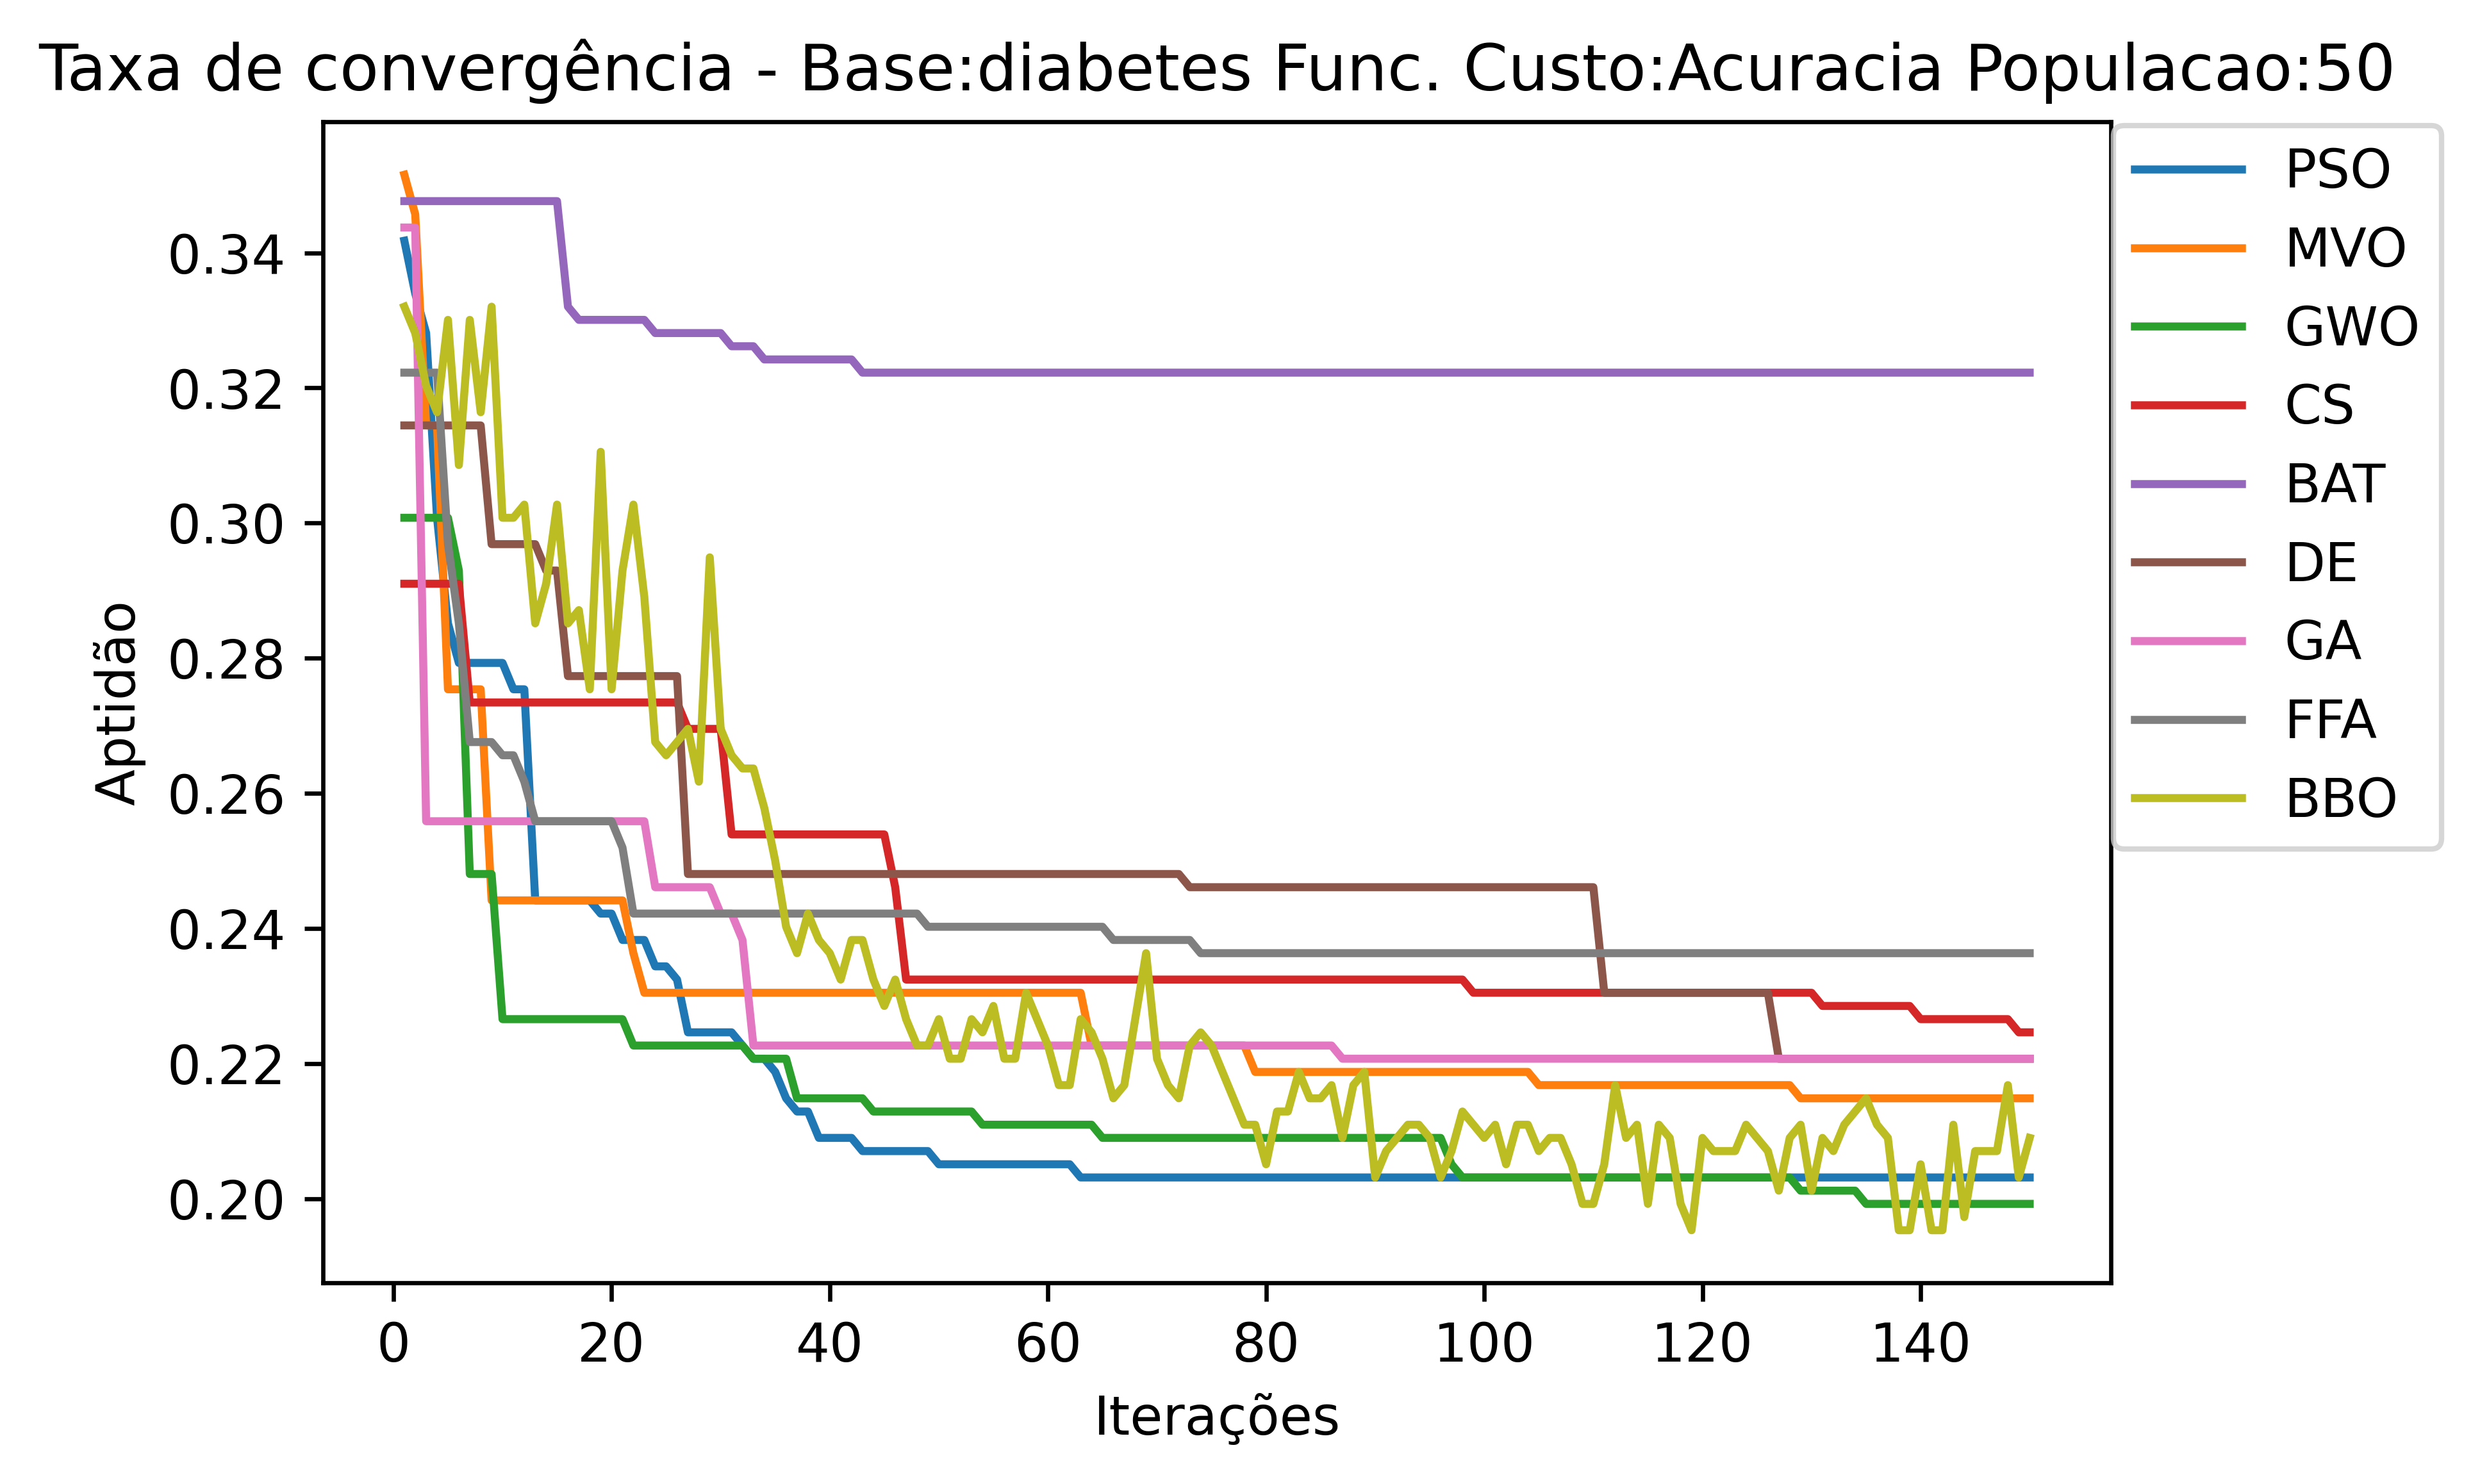 Taxa de convergência - Base:diabetes Func. Custo:Acuracia Populacao:50
PSO
MVO
GWO
CS
BAT
DE
GA
FFA
BBO
Aptidão
0.34
0.32
0.30
0.28
0.26
0.24
0.22
0.20
0 20 40 60 80 100 120 140
Iterações